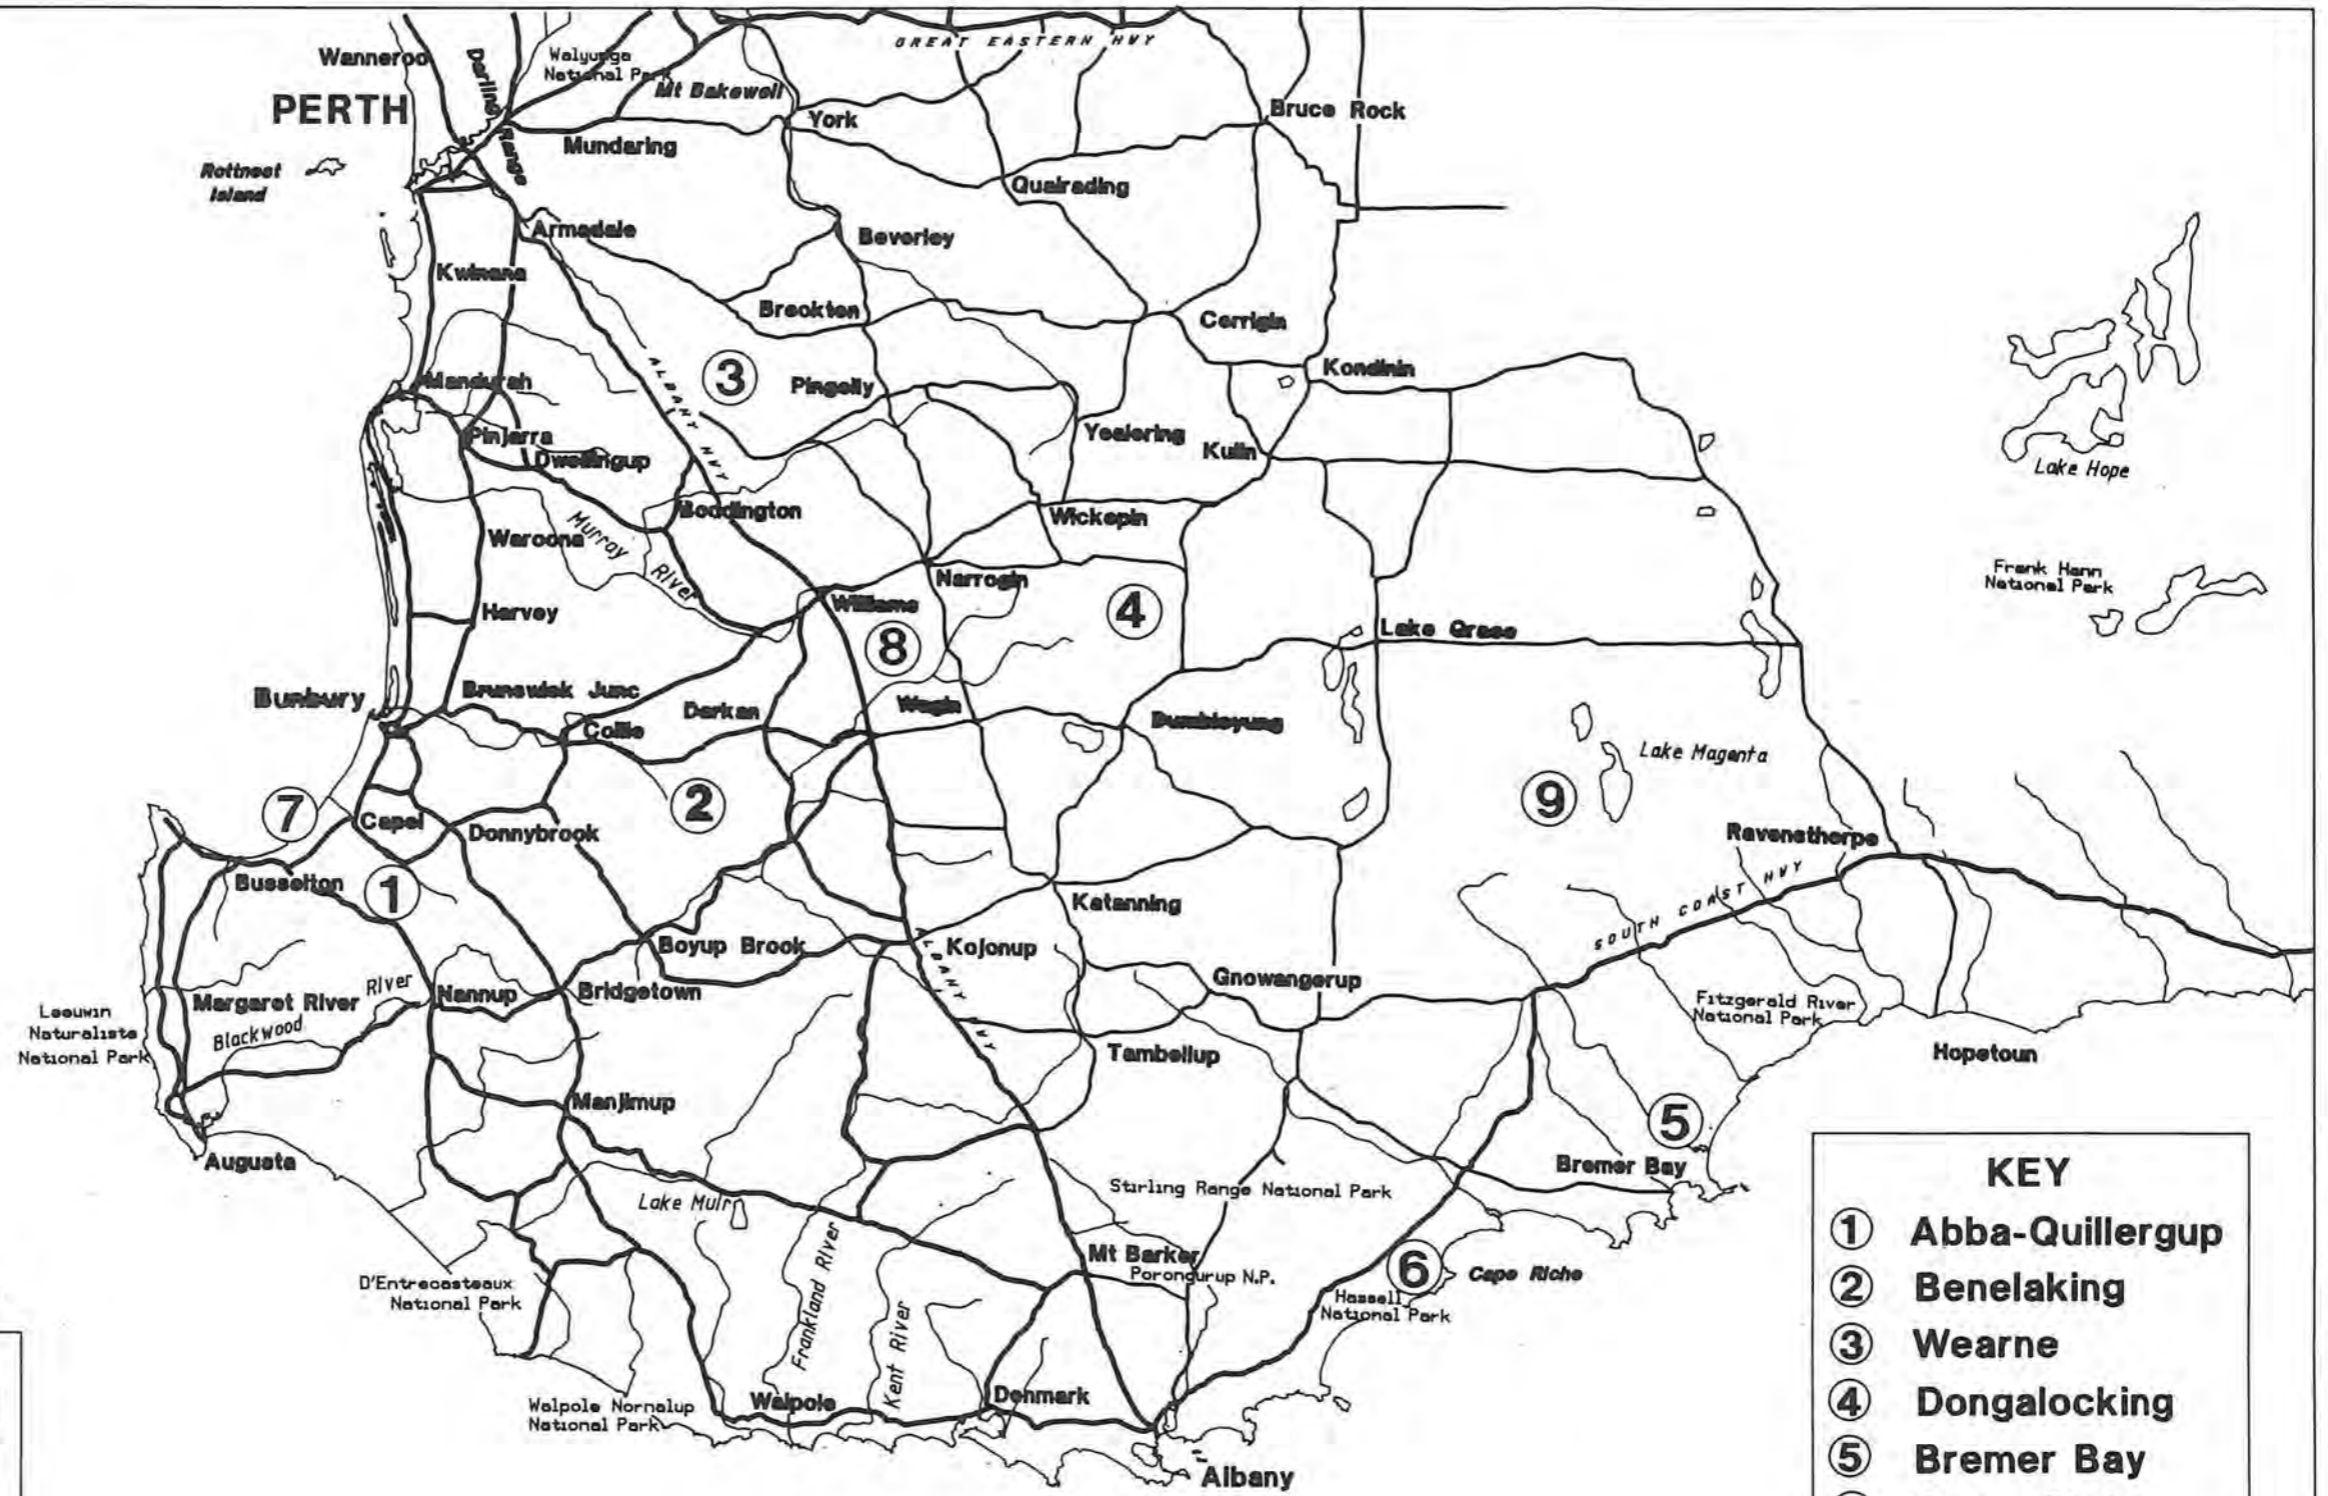 GREAT EASTERN HWY
Wanneroo
Darling Range
Walyunga
National Park
Mt Bakewell
PERTH
York
Bruce Rock
Mundaring
Rottnest
Island
Quairading
Armadale
Beverley
Kwinana
Brookton
Corrigin
ALBANY HWY
3
Kondinin
Mandurah
Pingelly
Pinjarra
Yealering
Dwellingup
Kulin
Lake Hope
Boddington
Wickepin
Waroona
Murray River
Narrogin
Frank Hann
National Park
Harvey
Williams
4
Lake Grace
8
Bunbury
Brunswick Junc
Darkan
Wagin
Collie
Dumbleyung
Lake Magenta
2
9
7
Capel
Donnybrook
Ravensthorpe
Busselton
1
SOUTH COAST HWY
Katanning
Boyup Brook
Kojonup
ALBANY HWY
Gnowangerup
Margaret River
River
Nannup
Bridgetown
Blackwood
Leeuwin
Naturaliste
National Park
Fitzgerald River
National Park
Tambellup
Hopetoun
Manjimup
5
Augusta
Bremer Bay
Stirling Range National Park
Lake Muir
Frankland River
Mt Barker
Porongurup N.P.
6
Cape Riche
D'Entrecasteaux
National Park
Hassell
National Park
Kent River
Walpole Nornalup
National Park
Walpole
Denmark
Albany
KEY
1 Abba-Quillergup
2 Benelaking
3 Wearne
4 Dongalocking
5 Bremer Bay